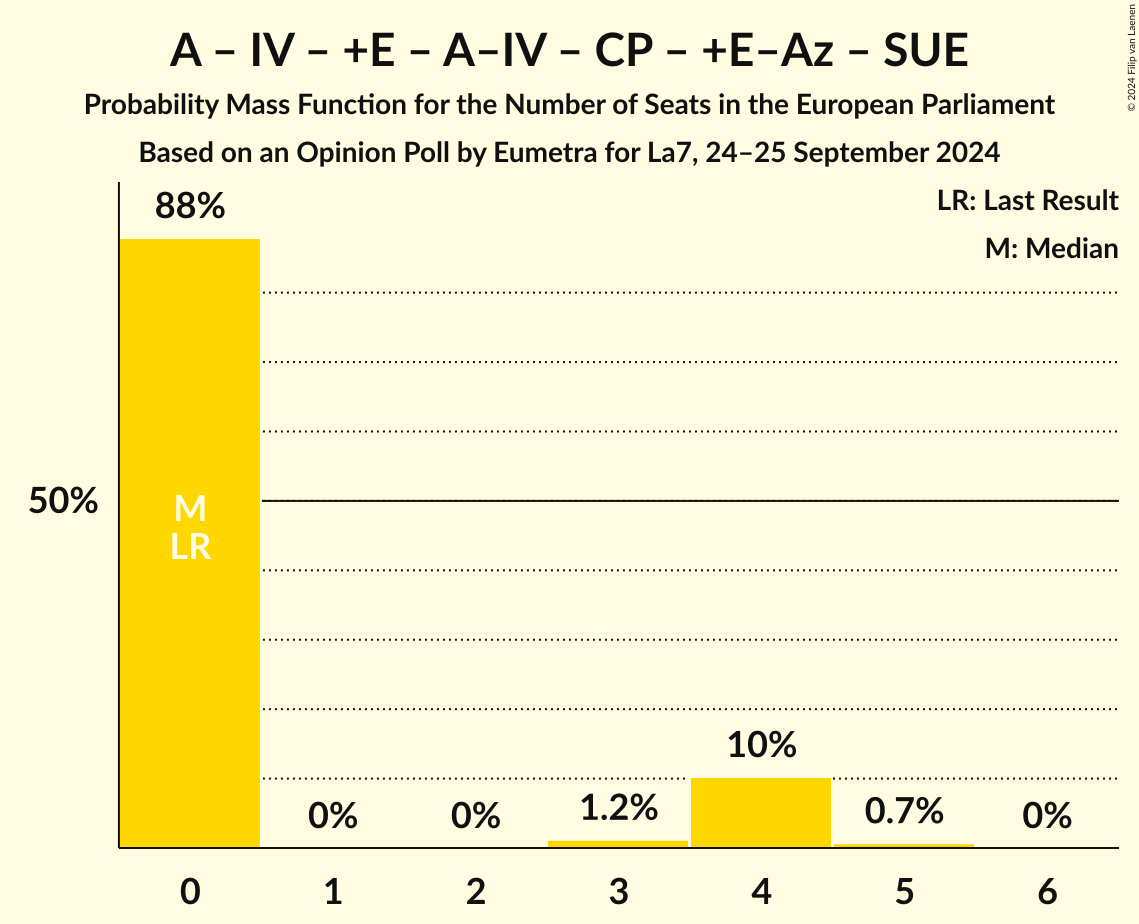 A – IV – +E – A–IV – CP – +E–Az – SUE
Probability Mass Function for the Number of Seats in the European Parliament
Based on an Opinion Poll by Eumetra for La7, 24–25 September 2024
© 2024 Filip van Laenen
LR: Last Result
M: Median
88%
50%
M
LR
0%
0%
1.2%
10%
0.7%
0%
0
1
2
3
4
5
6